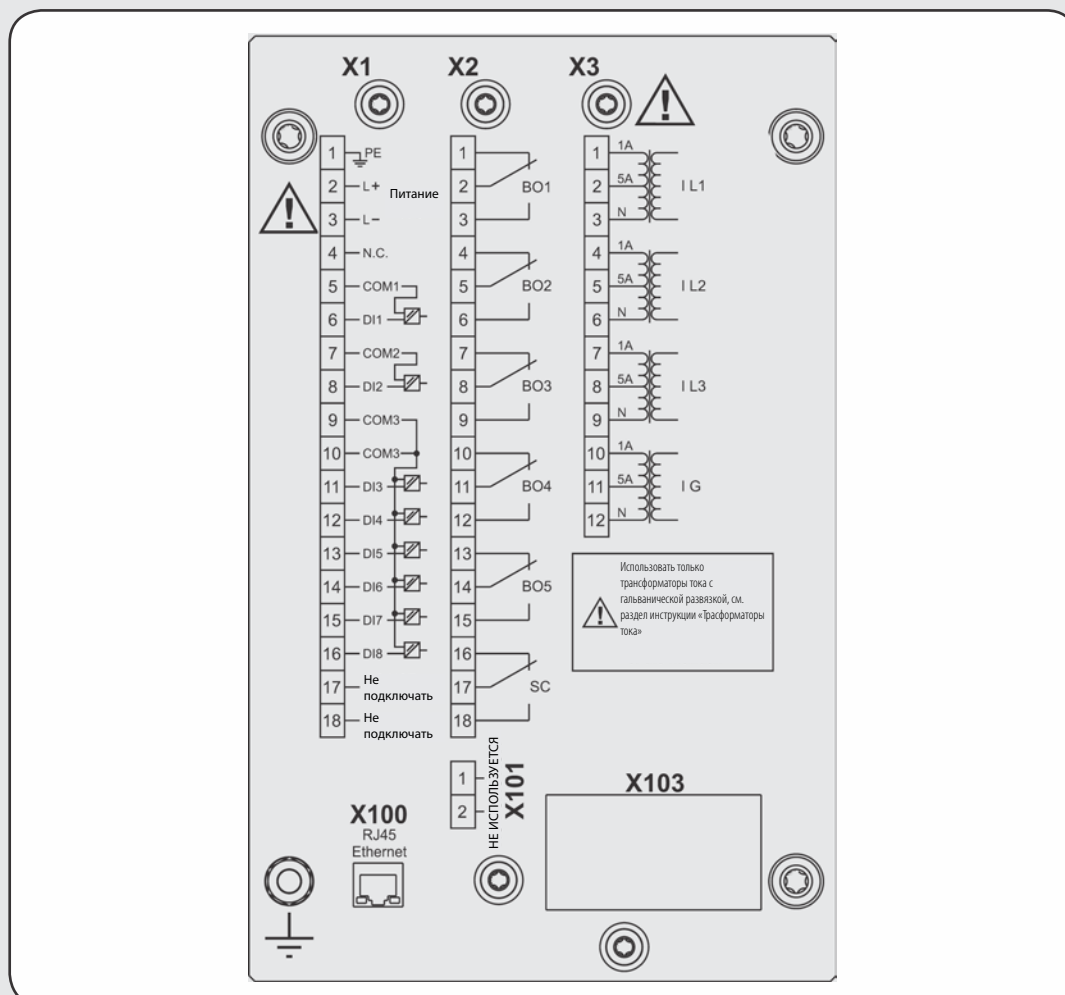 X1
X2
X3
1 PE
2 L+ Питание
3 L−
4 N.C.
5 COM1
6 DI1
7 COM2
8 DI2
9 COM3
10 COM3
11 DI3
12 DI4
13 DI5
14 DI6
15 DI7
16 DI8
17 Не
подключать
18 Не
подключать
1
2 BO1
3
4
5 BO2
6
7
8 BO3
9
10
11 BO4
12
13
14 BO5
15
16
17 SC
18
1 1A
2 5A I L1
3 N
4 1A
5 5A I L2
6 N
7 1A
8 5A I L3
9 N
10 1A
11 5A I G
12 N
Использовать только
трансформаторы тока с
гальванической развязкой, см.
раздел инструкции «Трасформаторы
тока»
1
2
НЕ ИСПОЛЬЗУЕТСЯ
X101
X100
RJ45
Ethernet
X103